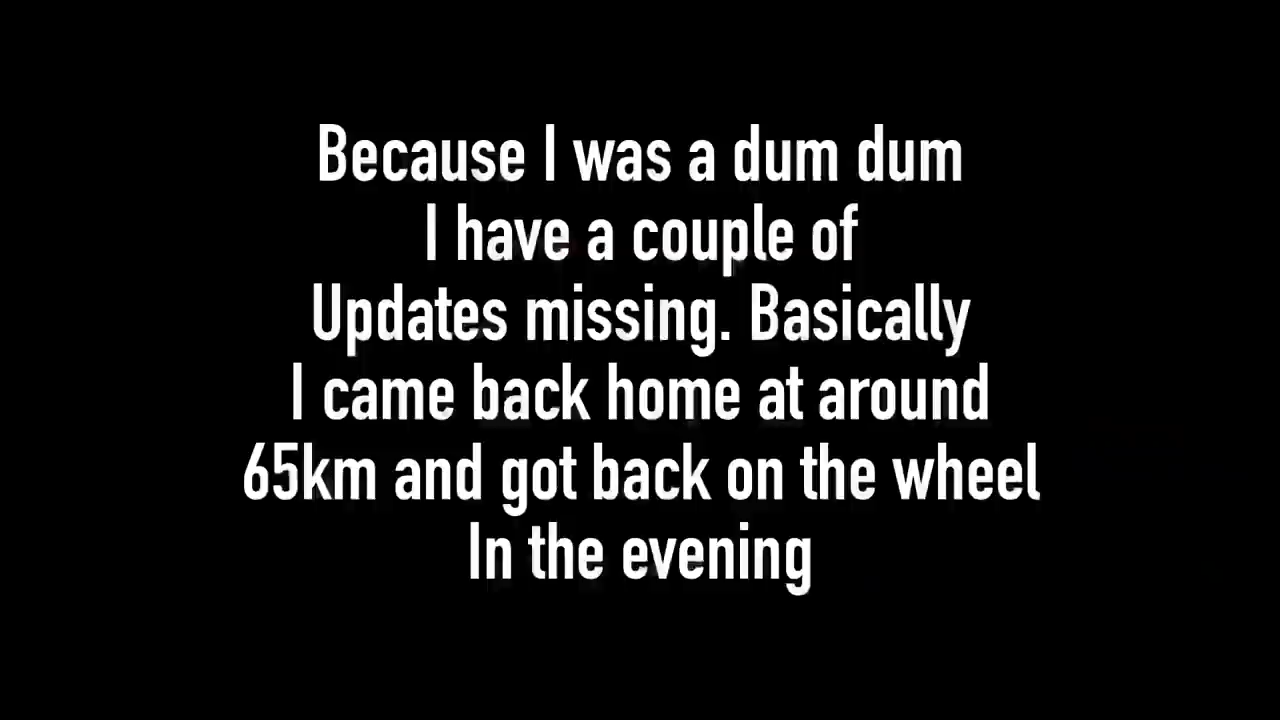 Because I was a dum dum
I have a couple of
Updates missing. Basically
I came back home at around
65km and got back on the wheel
In the evening